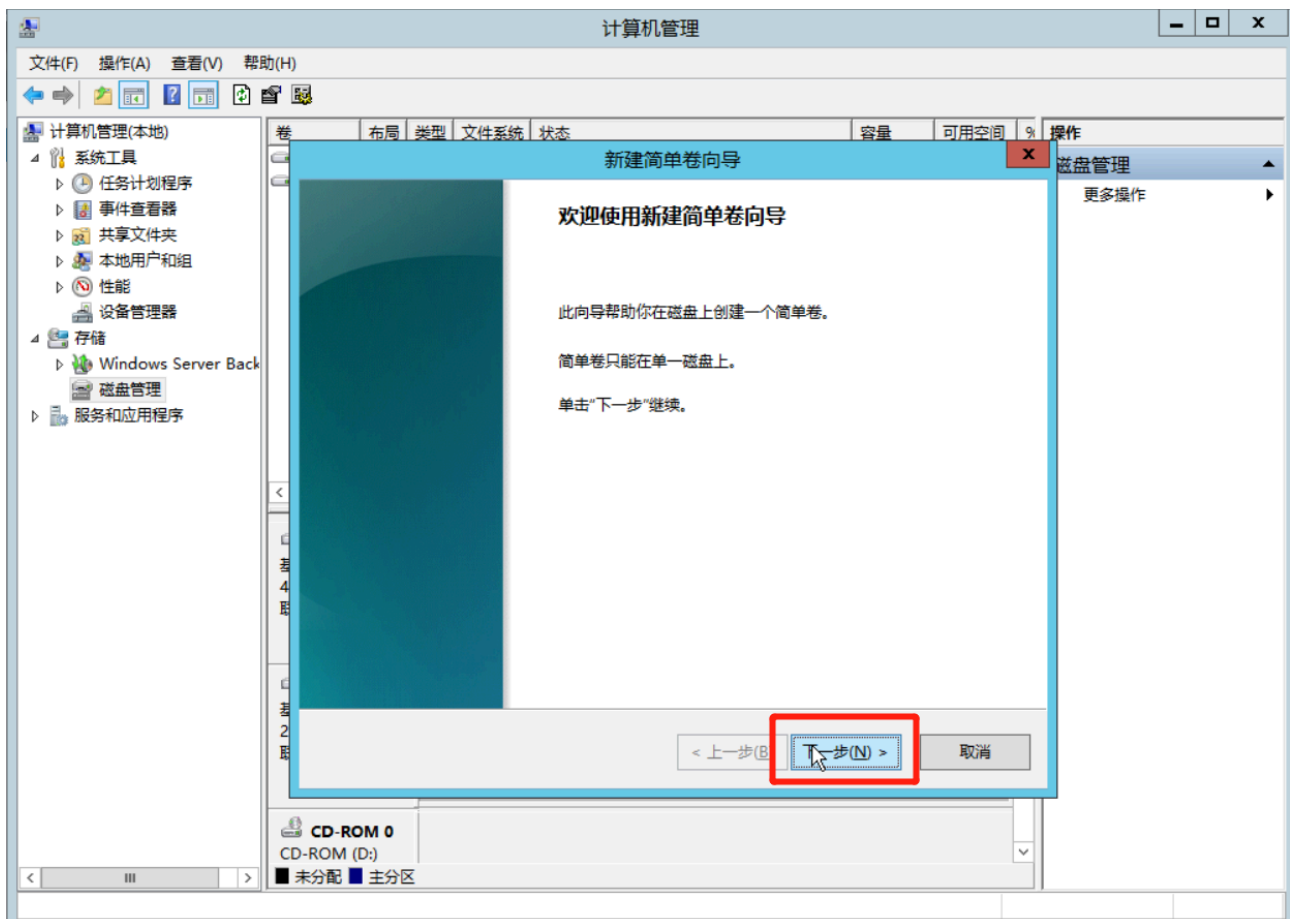 计算机管理
文件(F) 操作(A) 查看(V) 帮助(H)
计算机管理(本地)
系统工具
任务计划程序
事件查看器
共享文件夹
本地用户和组
性能
设备管理器
存储
Windows Server Back
磁盘管理
服务和应用程序
卷 布局 类型 文件系统 状态 容量 可用空间 %
新建简单卷向导
欢迎使用新建简单卷向导
此向导帮助你在磁盘上创建一个简单卷。
简单卷只能在单一磁盘上。
单击"下一步"继续。
< 上一步(B 下一步(N) > 取消
基
4
联
基
2
联
CD-ROM 0
CD-ROM (D:)
未分配 主分区
操作
磁盘管理
更多操作